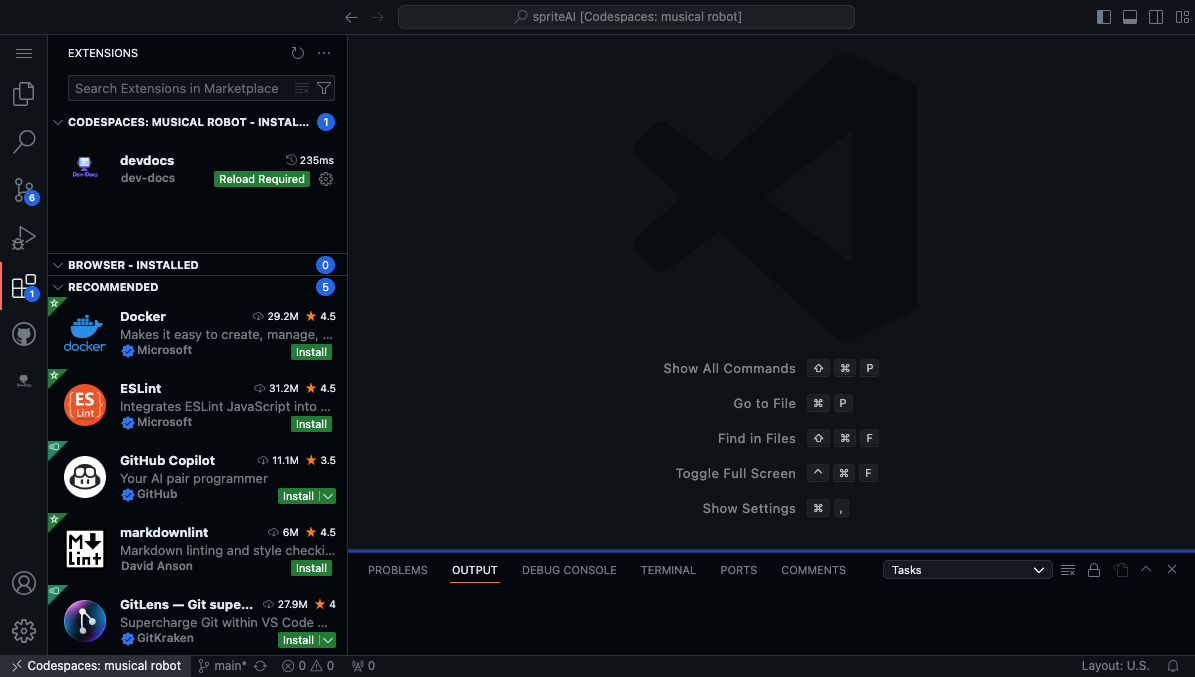 spriteAI [Codespaces: musical robot]
EXTENSIONS
Search Extensions in Marketplace
CODESPACES: MUSICAL ROBOT - INSTAL... 1
Dev-Docs
devdocs 235ms
dev-docs Reload Required
6
1
BROWSER - INSTALLED 0
RECOMMENDED 5
docker
Docker 29.2M 4.5
Makes it easy to create, manage, ...
Microsoft Install
{ES}
Lint
ESLint 31.2M 4.5
Integrates ESLint JavaScript into ...
Microsoft Install
GitHub Copilot 11.1M 3.5
Your AI pair programmer
GitHub Install
M
Lint
markdownlint 6M 4.5
Markdown linting and style checki...
David Anson Install
GitLens — Git supe... 27.9M 4
Supercharge Git within VS Code ...
GitKraken Install
Show All Commands ⇧ ⌘ P
Go to File ⌘ P
Find in Files ⇧ ⌘ F
Toggle Full Screen ^ ⌘ F
Show Settings ⌘ ,
PROBLEMS OUTPUT DEBUG CONSOLE TERMINAL PORTS COMMENTS Tasks
Codespaces: musical robot main* 0 0 0 Layout: U.S.